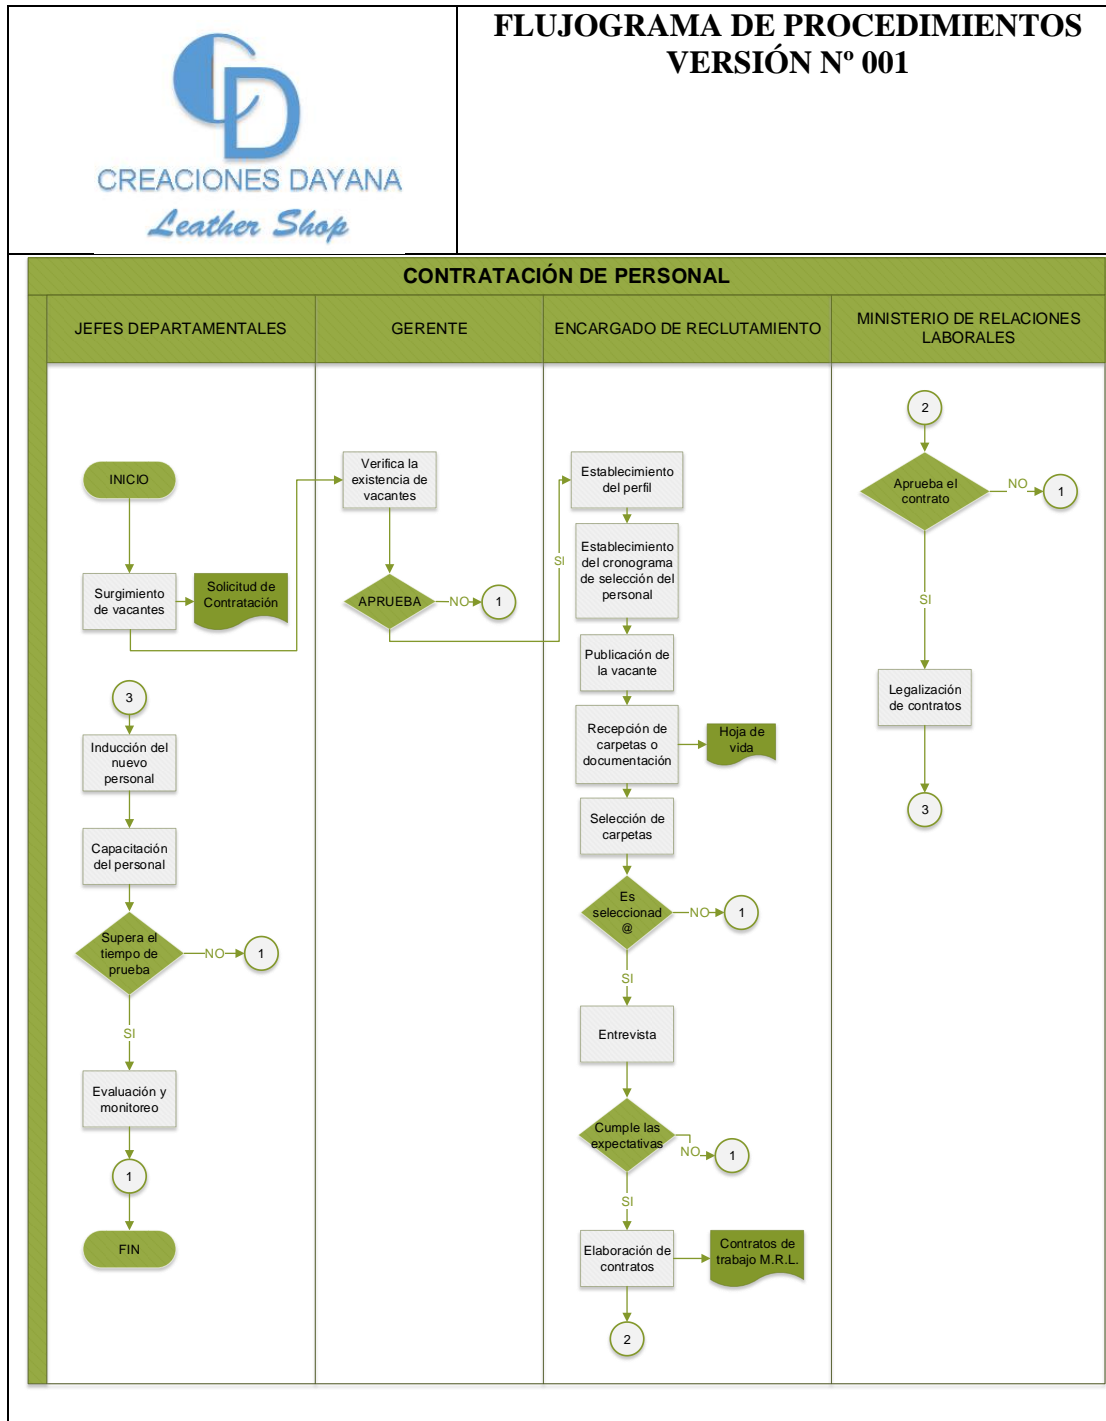 CREACIONES DAYANA
Leather Shop
FLUJOGRAMA DE PROCEDIMIENTOS
VERSIÓN Nº 001
CONTRATACIÓN DE PERSONAL
JEFES DEPARTAMENTALES
GERENTE
ENCARGADO DE RECLUTAMIENTO
MINISTERIO DE RELACIONES
LABORALES
INICIO
Surgimiento
de vacantes
Solicitud de
Contratación
3
Inducción del
nuevo
personal
Capacitación
del personal
Supera el
tiempo de
prueba
NO
1
SI
Evaluación y
monitoreo
1
FIN
Verifica la
existencia de
vacantes
APRUEBA
NO
1
SI
Establecimiento
del perfil
Establecimiento
del cronograma
de selección del
personal
Publicación de
la vacante
Recepción de
carpetas o
documentación
Hoja de
vida
Selección de
carpetas
Es
seleccionad
@
NO
1
SI
Entrevista
Cumple las
expectativas
NO
1
SI
Elaboración de
contratos
Contratos de
trabajo M.R.L.
2
2
Aprueba el
contrato
NO
1
SI
Legalización
de contratos
3